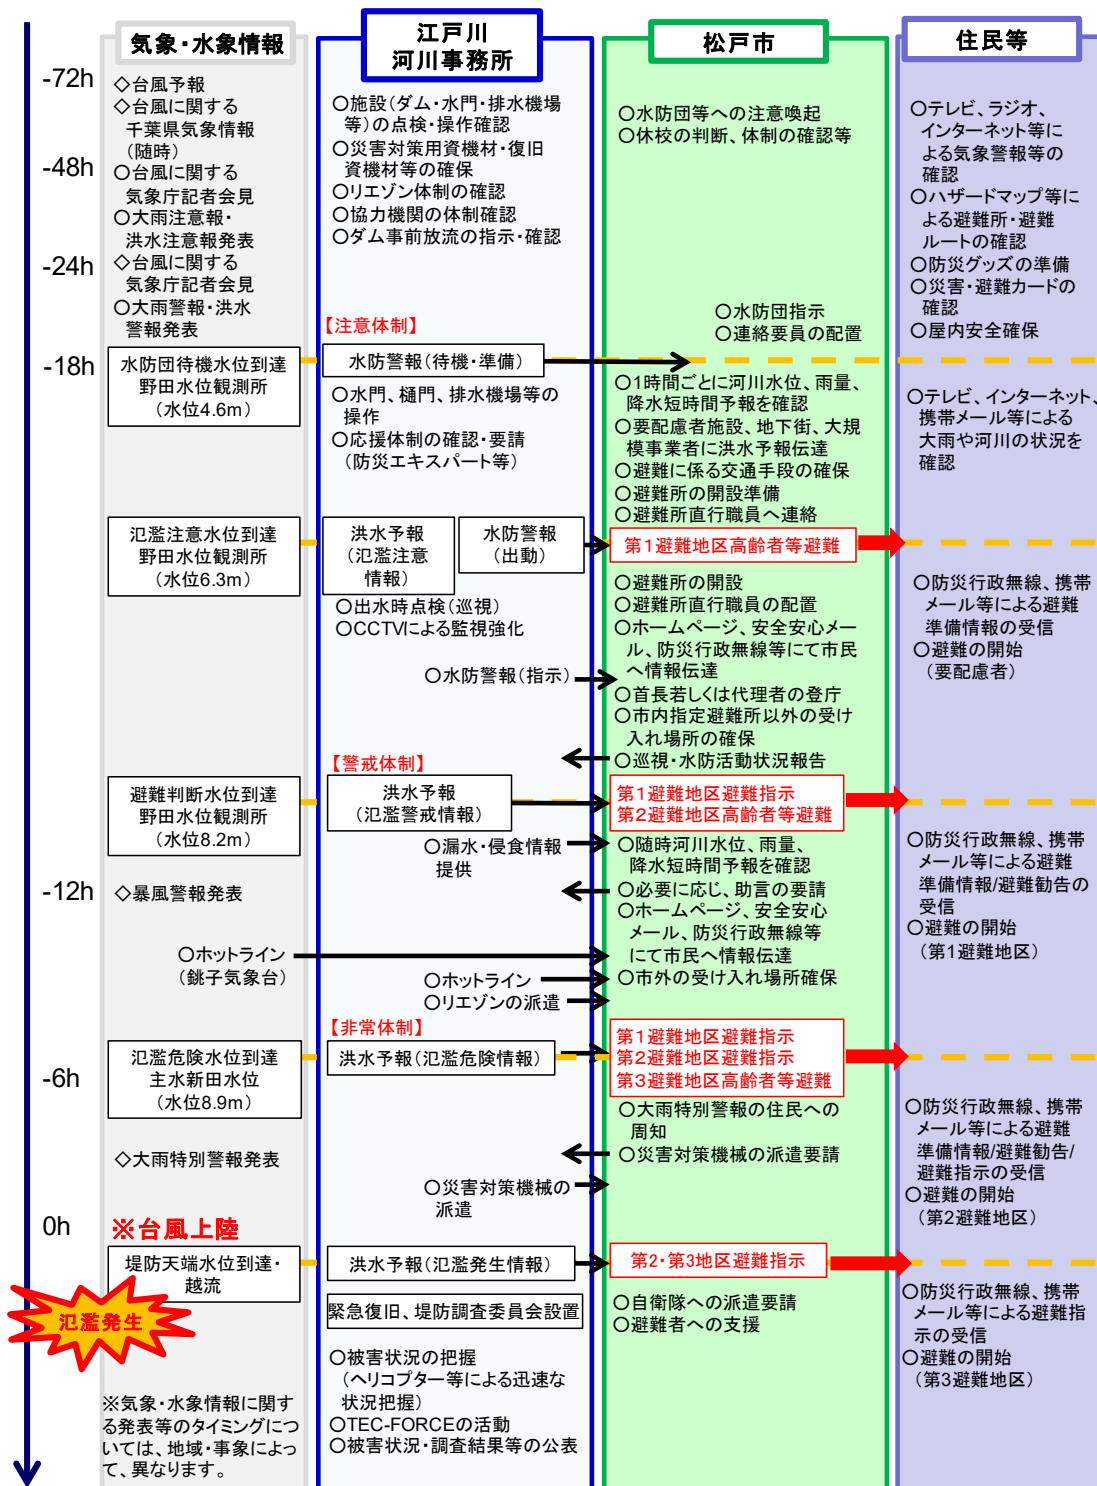 -72h
-48h
-24h
-18h
-12h
-6h
0h
氾濫発生
気象・水象情報
◇台風予報
◇台風に関する
千葉県気象情報
（随時）
○台風に関する
気象庁記者会見
○大雨注意報・
洪水注意報発表
◇台風に関する
気象庁記者会見
○大雨警報・洪水
警報発表
水防団待機水位到達
野田水位観測所
（水位4.6m）
氾濫注意水位到達
野田水位観測所
（水位6.3m）
避難判断水位到達
野田水位観測所
（水位8.2m）
◇暴風警報発表
○ホットライン
（銚子気象台）
氾濫危険水位到達
主水新田水位
（水位8.9m）
◇大雨特別警報発表
※台風上陸
堤防天端水位到達・
越流
※気象・水象情報に関す
る発表等のタイミングにつ
いては、地域・事象によっ
て、異なります。
江戸川
河川事務所
○施設（ダム・水門・排水機場
等）の点検・操作確認
○災害対策用資機材・復旧
資機材等の確保
○リエゾン体制の確認
○協力機関の体制確認
○ダム事前放流の指示・確認
【注意体制】
水防警報（待機・準備）
○水門、樋門、排水機場等の
操作
○応援体制の確認・要請
（防災エキスパート等）
洪水予報
（氾濫注意
情報）
水防警報
（出動）
○出水時点検（巡視）
○CCTVによる監視強化
○水防警報（指示）
【警戒体制】
洪水予報
（氾濫警戒情報）
○漏水・侵食情報
提供
○ホットライン
○リエゾンの派遣
【非常体制】
洪水予報（氾濫危険情報）
○災害対策機械の
派遣
洪水予報（氾濫発生情報）
緊急復旧、堤防調査委員会設置
○被害状況の把握
（ヘリコプター等による迅速な
状況把握）
○TEC-FORCEの活動
○被害状況・調査結果等の公表
松戸市
○水防団等への注意喚起
○休校の判断、体制の確認等
○水防団指示
○連絡要員の配置
○1時間ごとに河川水位、雨量、
降水短時間予報を確認
○要配慮者施設、地下街、大規
模事業者に洪水予報伝達
○避難に係る交通手段の確保
○避難所の開設準備
○避難所直行職員へ連絡
第1避難地区高齢者等避難
○避難所の開設
○避難所直行職員の配置
○ホームページ、安全安心メー
ル、防災行政無線等にて市民
へ情報伝達
○首長若しくは代理者の登庁
○市内指定避難所以外の受け
入れ場所の確保
○巡視・水防活動状況報告
第1避難地区避難指示
第2避難地区高齢者等避難
○随時河川水位、雨量、
降水短時間予報を確認
○必要に応じ、助言の要請
○ホームページ、安全安心
メール、防災行政無線等
にて市民へ情報伝達
○市外の受け入れ場所確保
第1避難地区避難指示
第2避難地区避難指示
第3避難地区高齢者等避難
○大雨特別警報の住民への
周知
○災害対策機械の派遣要請
第2・第3地区避難指示
○自衛隊への派遣要請
○避難者への支援
住民等
○テレビ、ラジオ、
インターネット等に
よる気象警報等の
確認
○ハザードマップ等に
よる避難所・避難
ルートの確認
○防災グッズの準備
○災害・避難カードの
確認
○屋内安全確保
○テレビ、インターネット、
携帯メール等による
大雨や河川の状況を
確認
○防災行政無線、携帯
メール等による避難
準備情報の受信
○避難の開始
（要配慮者）
○防災行政無線、携帯
メール等による避難
準備情報/避難勧告の
受信
○避難の開始
（第1避難地区）
○防災行政無線、携帯
メール等による避難
準備情報/避難勧告/
避難指示の受信
○避難の開始
（第2避難地区）
○防災行政無線、携帯
メール等による避難指
示の受信
○避難の開始
（第3避難地区）